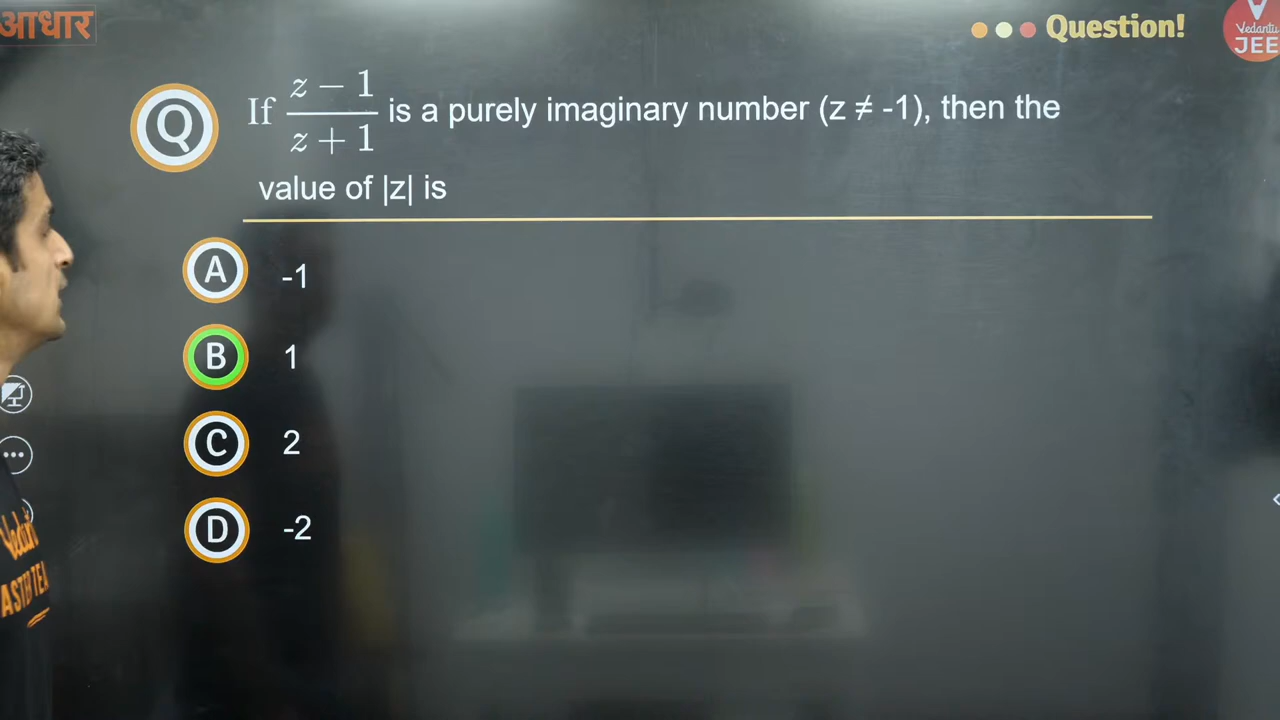 आधार
Question!
Vedantu
JEE
Q
If \frac{z-1}{z+1} is a purely imaginary number (z ≠ -1), then the
value of |z| is
A -1
B 1
C 2
D -2